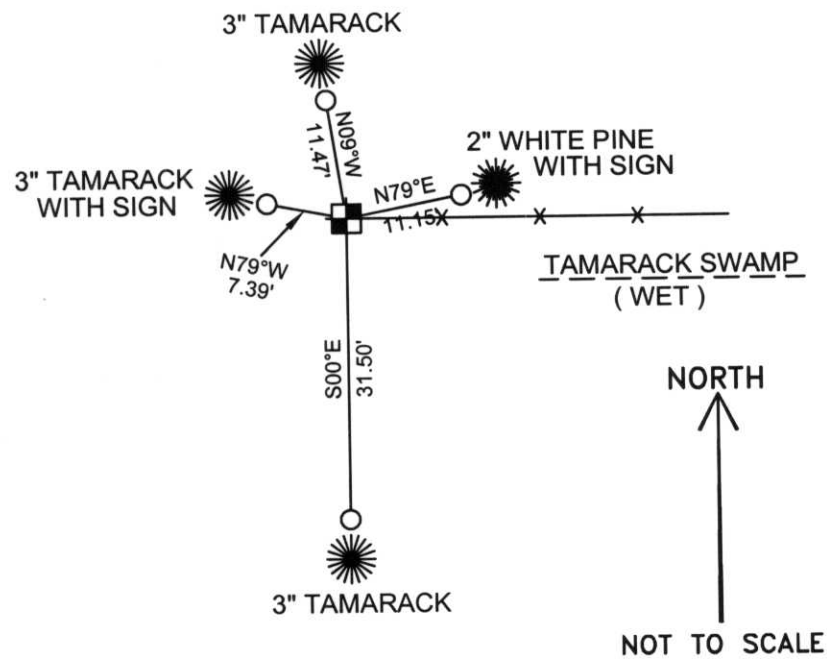 3" TAMARACK
N09°W
11.47'
2" WHITE PINE
WITH SIGN
3" TAMARACK
WITH SIGN
N79°E
11.15'
N79°W
7.39'
TAMARACK SWAMP
( WET )
S00°E
31.50'
NORTH
3" TAMARACK
NOT TO SCALE